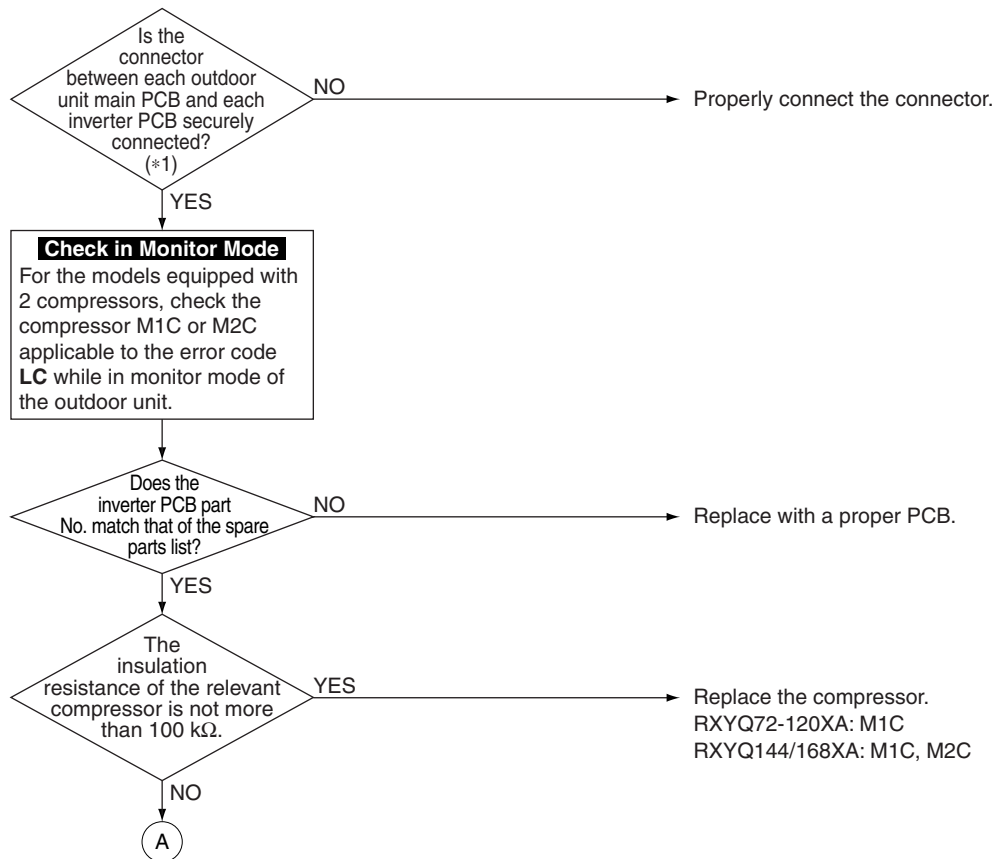 Is the
connector
between each outdoor
unit main PCB and each
inverter PCB securely
connected?
(*1)
NO
Properly connect the connector.
YES
Check in Monitor Mode
For the models equipped with
2 compressors, check the
compressor M1C or M2C
applicable to the error code
LC while in monitor mode of
the outdoor unit.
Does the
inverter PCB part
No. match that of the spare
parts list?
NO
Replace with a proper PCB.
YES
The
insulation
resistance of the relevant
compressor is not more
than 100 kΩ.
YES
Replace the compressor.
RXYQ72-120XA: M1C
RXYQ144/168XA: M1C, M2C
NO
A